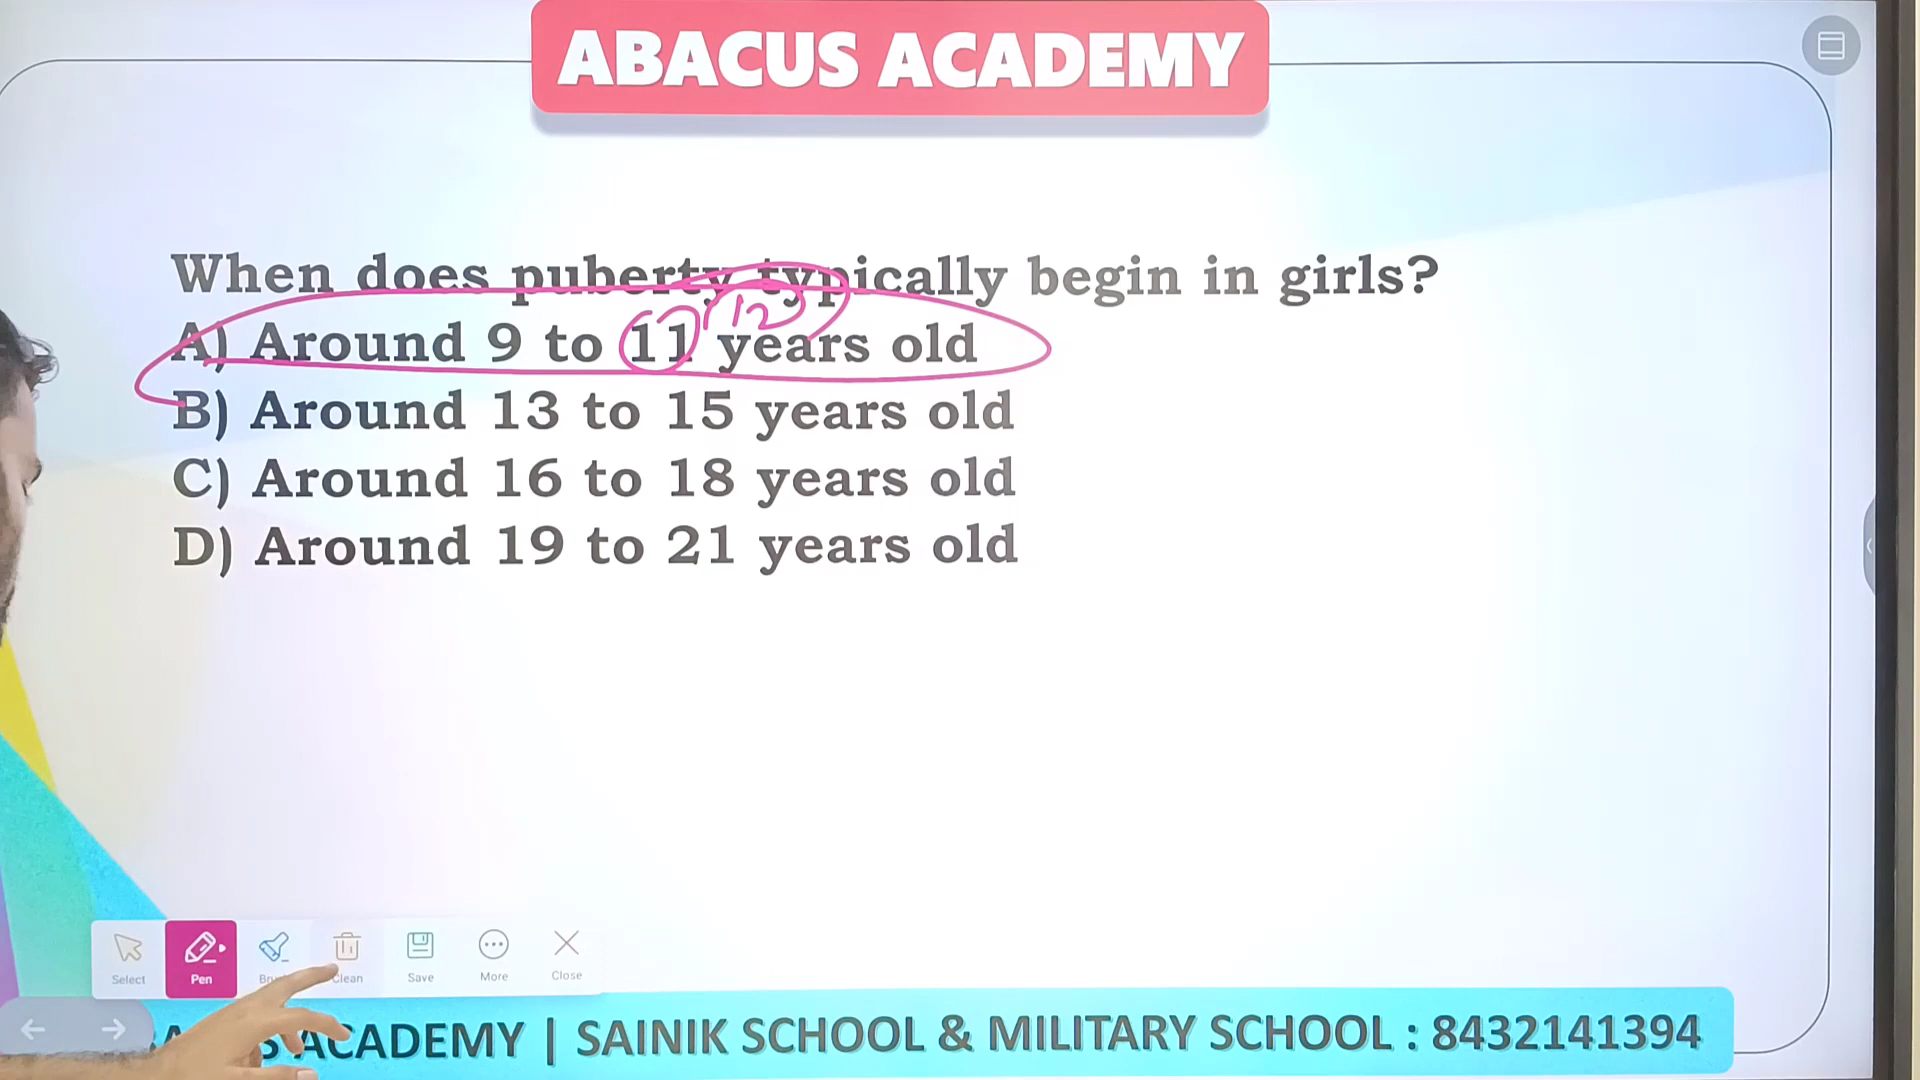 ABACUS ACADEMY
When does puberty typically begin in girls?
12
A) Around 9 to 11 years old
B) Around 13 to 15 years old
C) Around 16 to 18 years old
D) Around 19 to 21 years old
Select
Pen
Clean
Save
More
Close
ACADEMY | SAINIK SCHOOL & MILITARY SCHOOL : 8432141394